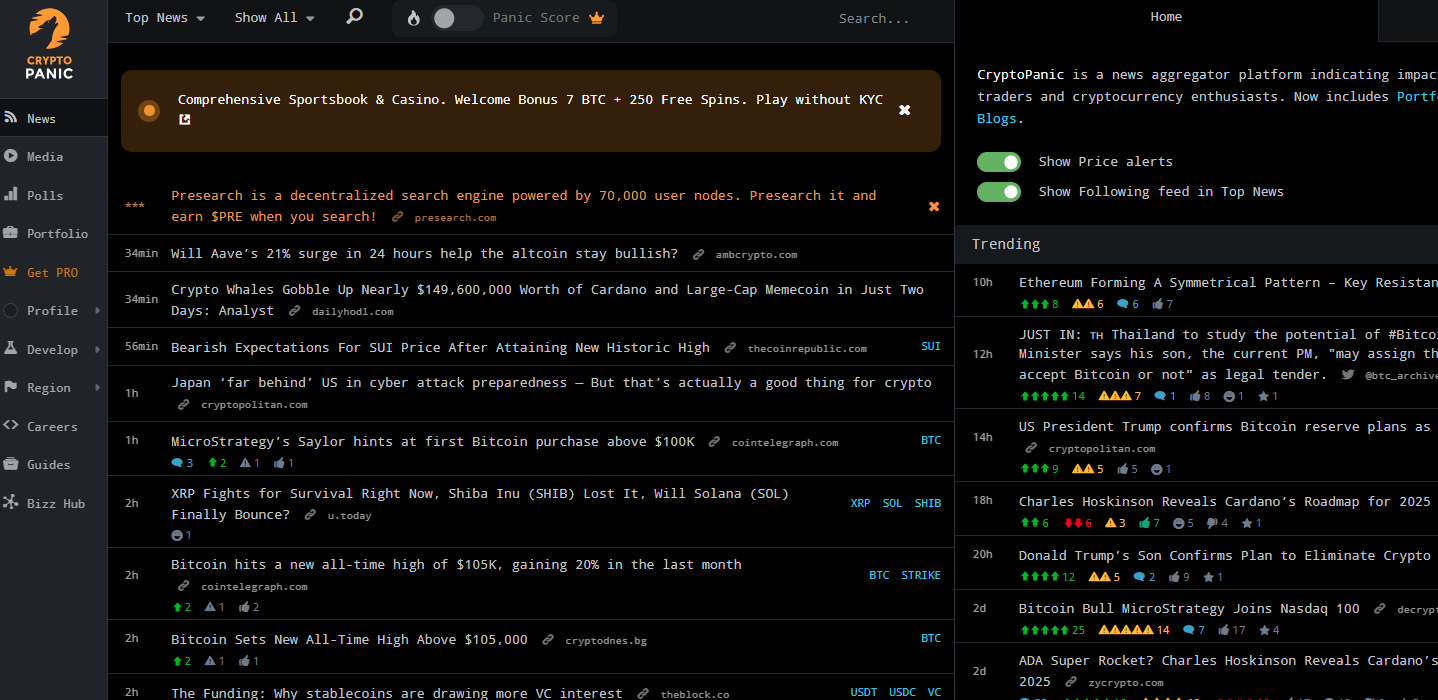 CRYPTO
PANIC
News
Media
Polls
Portfolio
Get PRO
Profile
Develop
Region
Careers
Guides
Bizz Hub
Top News
Show All
Panic Score
Search...
Comprehensive Sportsbook & Casino. Welcome Bonus 7 BTC + 250 Free Spins. Play without KYC
*** Presearch is a decentralized search engine powered by 70,000 user nodes. Presearch it and
earn $PRE when you search! presearch.com
34min Will Aave’s 21% surge in 24 hours help the altcoin stay bullish? ambcrypto.com
34min Crypto Whales Gobble Up Nearly $149,600,000 Worth of Cardano and Large-Cap Memecoin in Just Two
Days: Analyst dailyhodl.com
56min Bearish Expectations For SUI Price After Attaining New Historic High thecoinrepublic.com SUI
1h Japan ‘far behind’ US in cyber attack preparedness — But that’s actually a good thing for crypto
cryptopolitan.com
1h MicroStrategy’s Saylor hints at first Bitcoin purchase above $100K cointelegraph.com BTC
3 2 1 1
2h XRP Fights for Survival Right Now, Shiba Inu (SHIB) Lost It, Will Solana (SOL)
Finally Bounce? u.today XRP SOL SHIB
1
2h Bitcoin hits a new all-time high of $105K, gaining 20% in the last month
cointelegraph.com BTC STRIKE
2 1 2
2h Bitcoin Sets New All-Time High Above $105,000 cryptodnes.bg BTC
2 1 1
2h The Funding: Why stablecoins are drawing more VC interest theblock.co USDT USDC VC
Home
CryptoPanic is a news aggregator platform indicating impac
traders and cryptocurrency enthusiasts. Now includes Portf
Blogs.
Show Price alerts
Show Following feed in Top News
Trending
10h Ethereum Forming A Symmetrical Pattern – Key Resistan
8 6 6 7
12h JUST IN: TH Thailand to study the potential of #Bitco
Minister says his son, the current PM, "may assign th
accept Bitcoin or not" as legal tender. @btc_archive
14 7 1 8 1 1
14h US President Trump confirms Bitcoin reserve plans as
cryptopolitan.com
9 5 5 1
18h Charles Hoskinson Reveals Cardano’s Roadmap for 2025
6 6 3 7 5 4 1
20h Donald Trump’s Son Confirms Plan to Eliminate Crypto
12 5 2 9 1
2d Bitcoin Bull MicroStrategy Joins Nasdaq 100 decrypt
25 14 7 17 4
2d ADA Super Rocket? Charles Hoskinson Reveals Cardano’s
2025 zycrypto.com